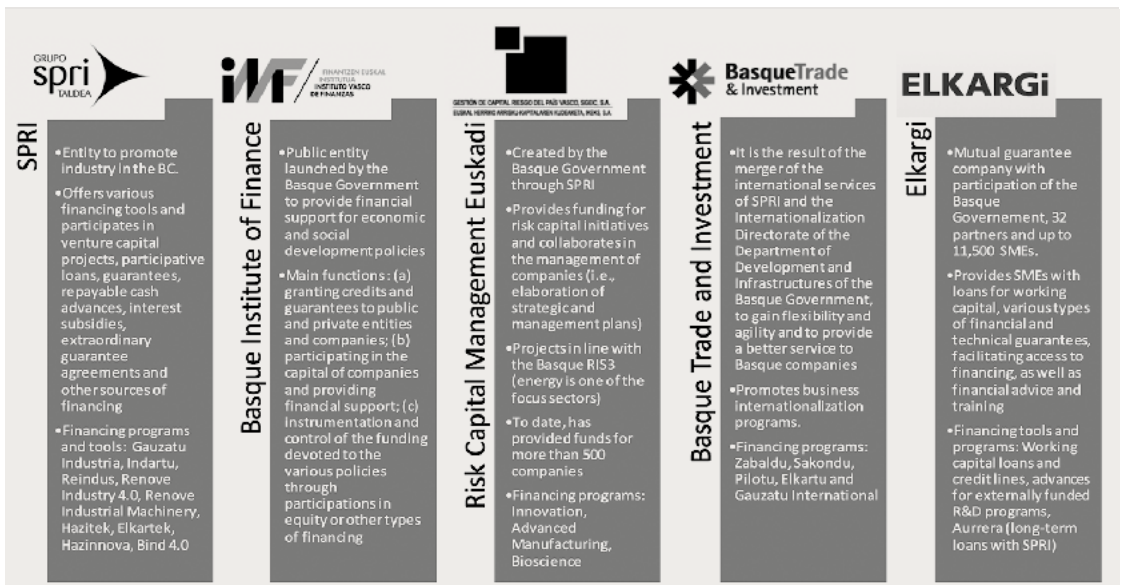 GRUPO
spri
TALDEA
SPRI
•Entity to promote
industry in the BC.
•Offers various
financing tools and
participates in
venture capital
projects, participative
loans, guarantees,
repayable cash
advances, interest
subsidies,
extraordinary
guarantee
agreements and
other sources of
financing
•Financing programs
and tools: Gauzatu
Industria, Indartu,
Reindus, Renove
Industry 4.0, Renove
Industrial Machinery,
Hazitek, Elkartek,
Hazinnova, Bind 4.0
FINANTZEN EUSKAL
INSTITUTUA
INSTITUTO VASCO
DE FINANZAS
Basque Institute of Finance
•Public entity
launched by the
Basque Government
to provide financial
support for economic
and social
development policies
•Main functions: (a)
granting credits and
guarantees to public
and private entities
and companies; (b)
participating in the
capital of companies
and providing
financial support; (c)
Instrumentation and
control of the funding
devoted to the
various policies
through
participations in
equity or other types
of financing
GESTIÓN DE CAPITAL RIESGO DEL PAÍS VASCO, SGECR, S.A.
EUSKAL HERRIKO ARRISKU-KAPITALAREN KUDEAKETA, S.A.
Risk Capital Management Euskadi
•Created by the
Basque Government
through SPRI
•Provides funding for
risk capital initiatives
and collaborates in
the management of
companies (i.e.,
elaboration of
strategic and
management plans)
•Projects in line with
the Basque RIS3
(energy is one of the
focus sectors)
•To date, has
provided funds for
more than 500
companies
•Financing programs:
Innovation,
Advanced
Manufacturing,
Bioscience
BasqueTrade
& Investment
Basque Trade and Investment
•It is the result of the
merger of the
international services
of SPRI and the
Internationalization
Directorate of the
Department of
Development and
Infrastructures of the
Basque Government,
to gain flexibility and
agility and to provide
a better service to
Basque companies
•Promotes business
internationalization
programs.
•Financing programs:
Zabaldu, Sakondu,
Pilotu, Elkartu and
Gauzatu International
ELKARGi
Elkargi
•Mutual guarantee
company with
participation of the
Basque
Governement, 32
partners and up to
11,500 SMEs.
•Provides SMEs with
loans for working
capital, various types
of financial and
technical guarantees,
facilitating access to
financing, as well as
financial advice and
training
•Financing tools and
programs: Working
capital loans and
credit lines, advances
for externally funded
R&D programs,
Aurrera (long-term
loans with SPRI)